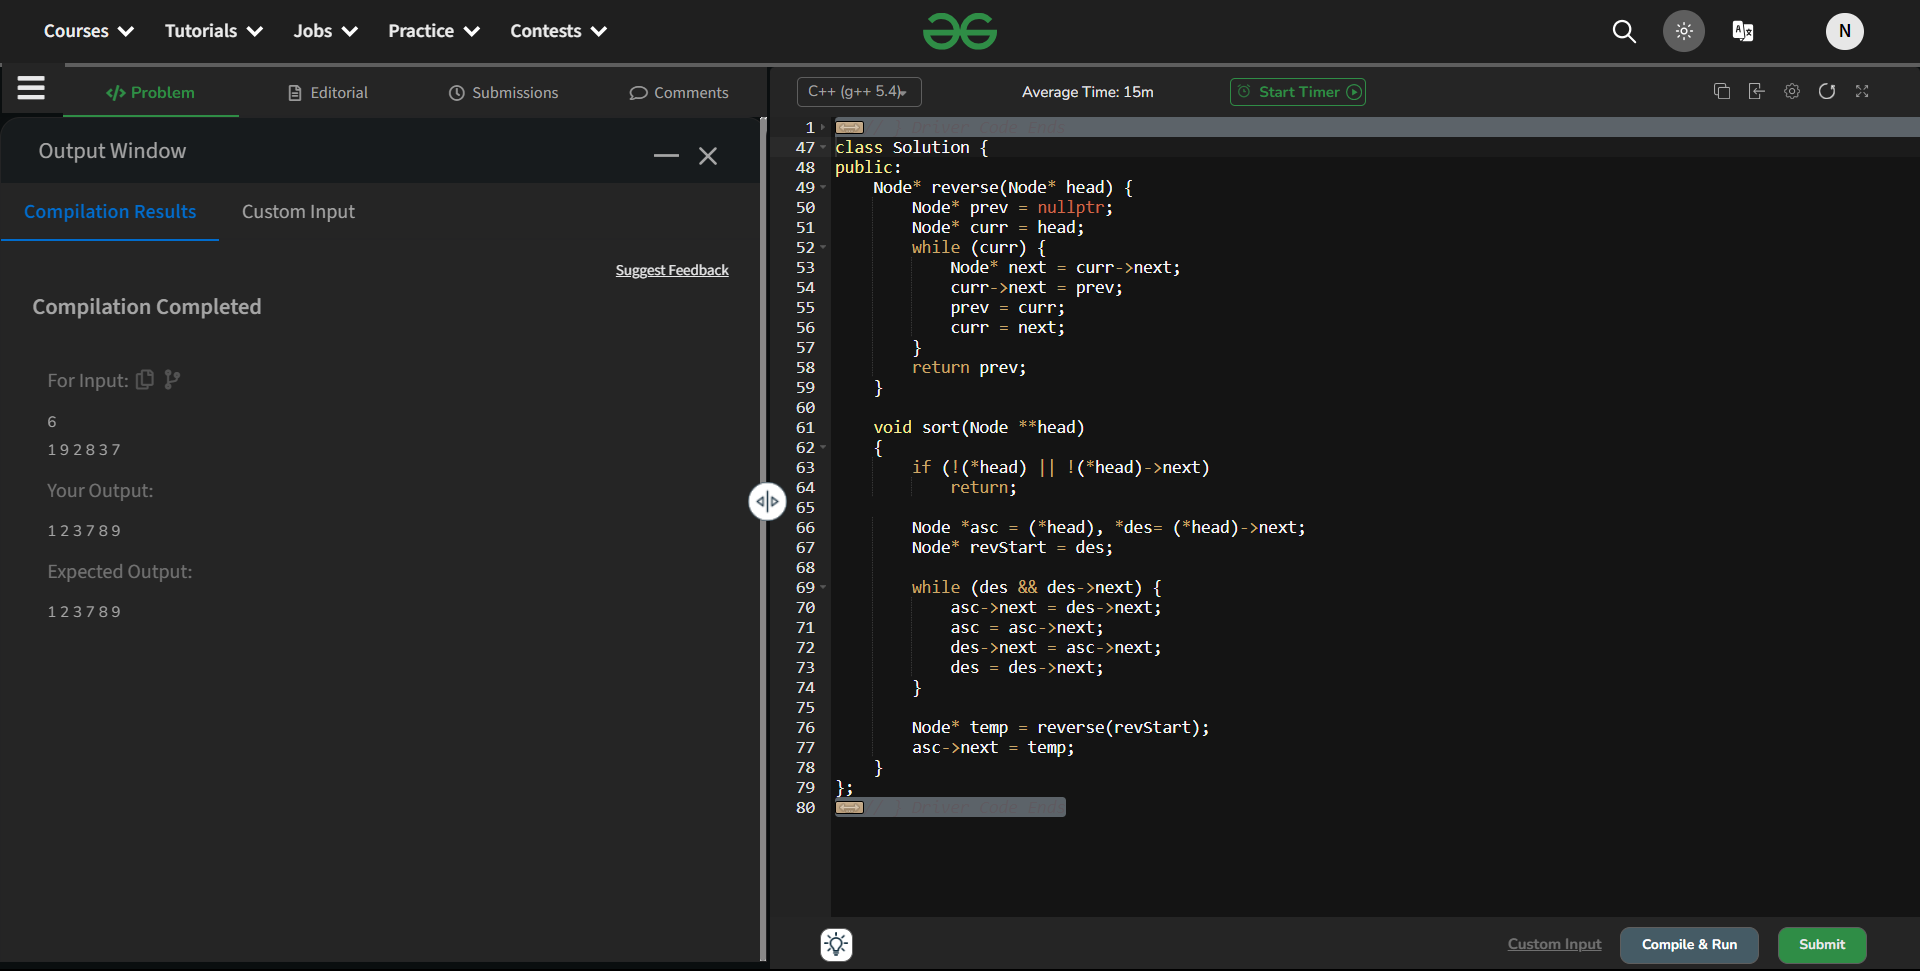 Courses Tutorials Jobs Practice Contests
N
</> Problem Editorial Submissions Comments
Output Window
Compilation Results Custom Input
Suggest Feedback
Compilation Completed
For Input:
6
1 9 2 8 3 7
Your Output:
1 2 3 7 8 9
Expected Output:
1 2 3 7 8 9
C++ (g++ 5.4) Average Time: 15m Start Timer
1 // } Driver Code Ends
47 class Solution {
48 public:
49 Node* reverse(Node* head) {
50 Node* prev = nullptr;
51 Node* curr = head;
52 while (curr) {
53 Node* next = curr->next;
54 curr->next = prev;
55 prev = curr;
56 curr = next;
57 }
58 return prev;
59 }
60
61 void sort(Node **head)
62 {
63 if (!(*head) || !(*head)->next)
64 return;
65
66 Node *asc = (*head), *des= (*head)->next;
67 Node* revStart = des;
68
69 while (des && des->next) {
70 asc->next = des->next;
71 asc = asc->next;
72 des->next = asc->next;
73 des = des->next;
74 }
75
76 Node* temp = reverse(revStart);
77 asc->next = temp;
78 }
79 };
80 // } Driver Code Ends
Custom Input Compile & Run Submit